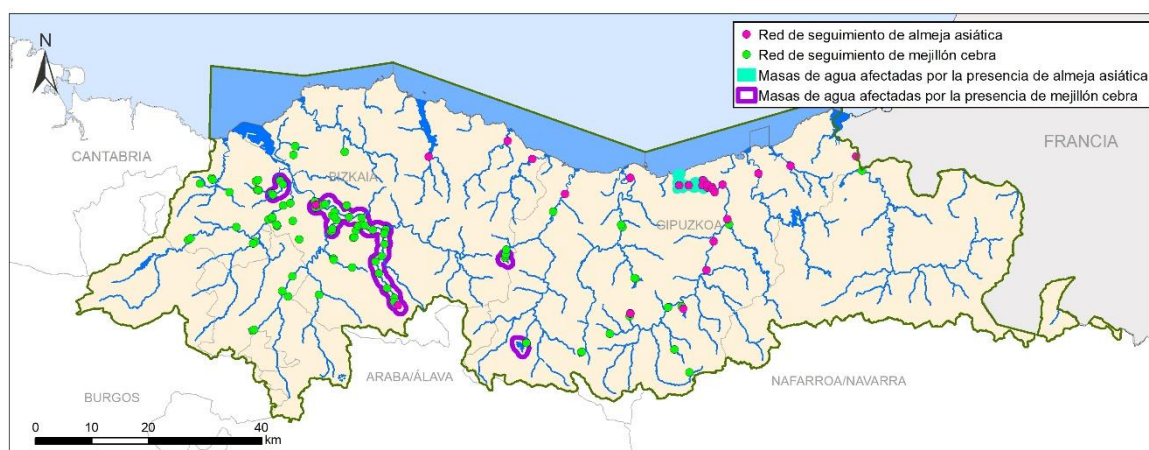 N
Red de seguimiento de almeja asiática
Red de seguimiento de mejillón cebra
Masas de agua afectadas por la presencia de almeja asiática
Masas de agua afectadas por la presencia de mejillón cebra
FRANCIA
CANTABRIA
BIZKAIA
GIPUZKOA
ARABA/ÁLAVA
NAFARROA/NAVARRA
BURGOS
0 10 20 40
km